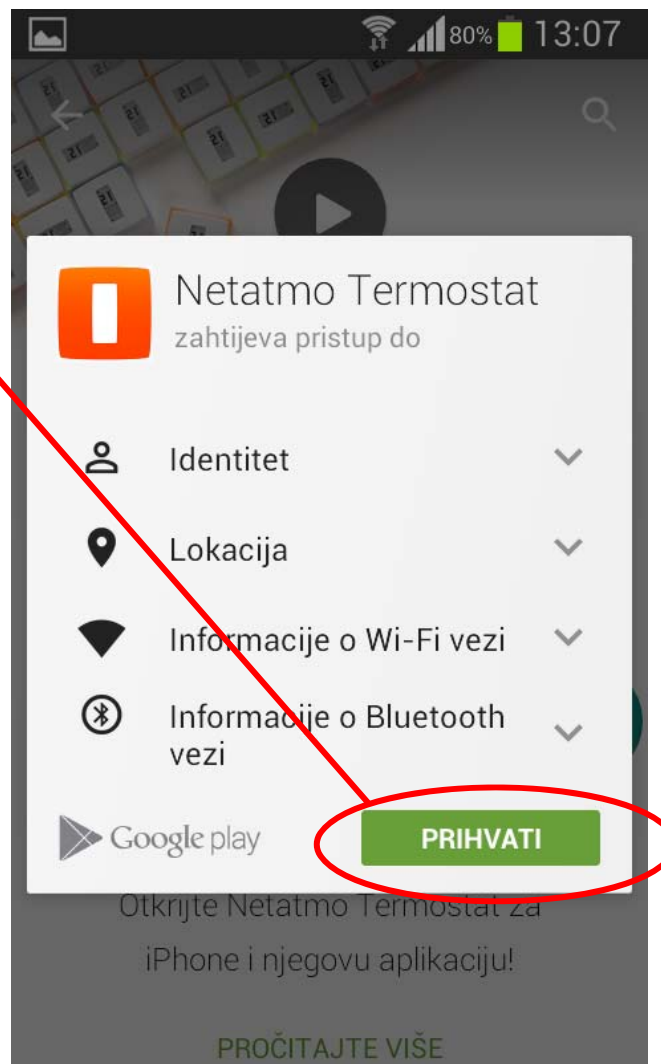 80% 13:07
Netatmo Termostat
zahtijeva pristup do
Identitet
Lokacija
Informacije o Wi-Fi vezi
Informacije o Bluetooth
vezi
Google play
PRIHVATI
Otkrijte Netatmo Termostat za
iPhone i njegovu aplikaciju!
PROČITAJTE VIŠE